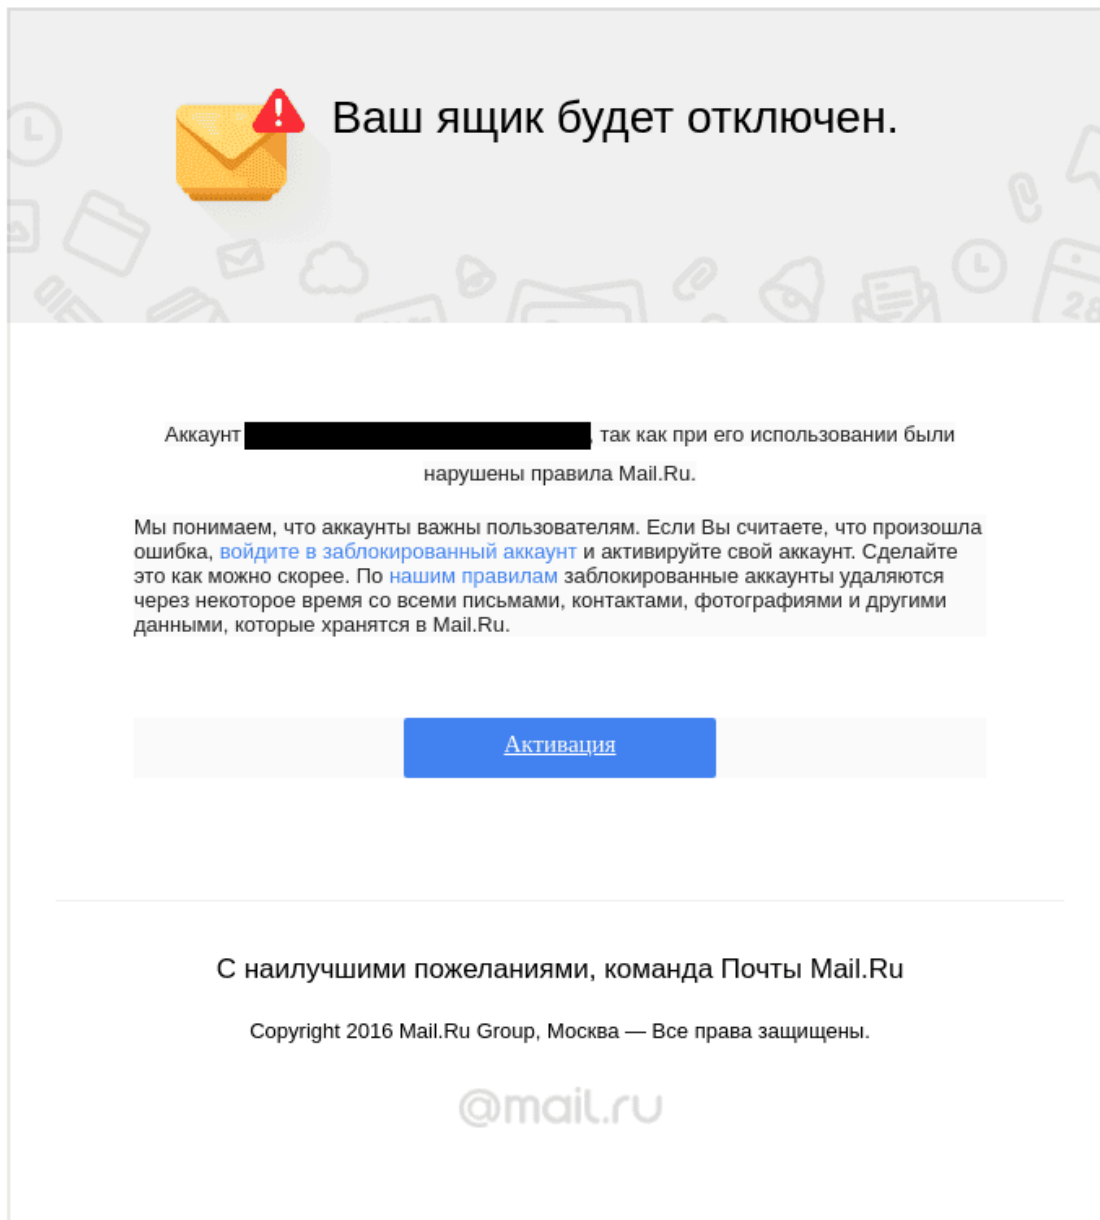 Ваш ящик будет отключен.
28
Аккаунт , так как при его использовании были
нарушены правила Mail.Ru.
Мы понимаем, что аккаунты важны пользователям. Если Вы считаете, что произошла
ошибка, войдите в заблокированный аккаунт и активируйте свой аккаунт. Сделайте
это как можно скорее. По нашим правилам заблокированные аккаунты удаляются
через некоторое время со всеми письмами, контактами, фотографиями и другими
данными, которые хранятся в Mail.Ru.
Активация
С наилучшими пожеланиями, команда Почты Mail.Ru
Copyright 2016 Mail.Ru Group, Москва — Все права защищены.
@mail.ru